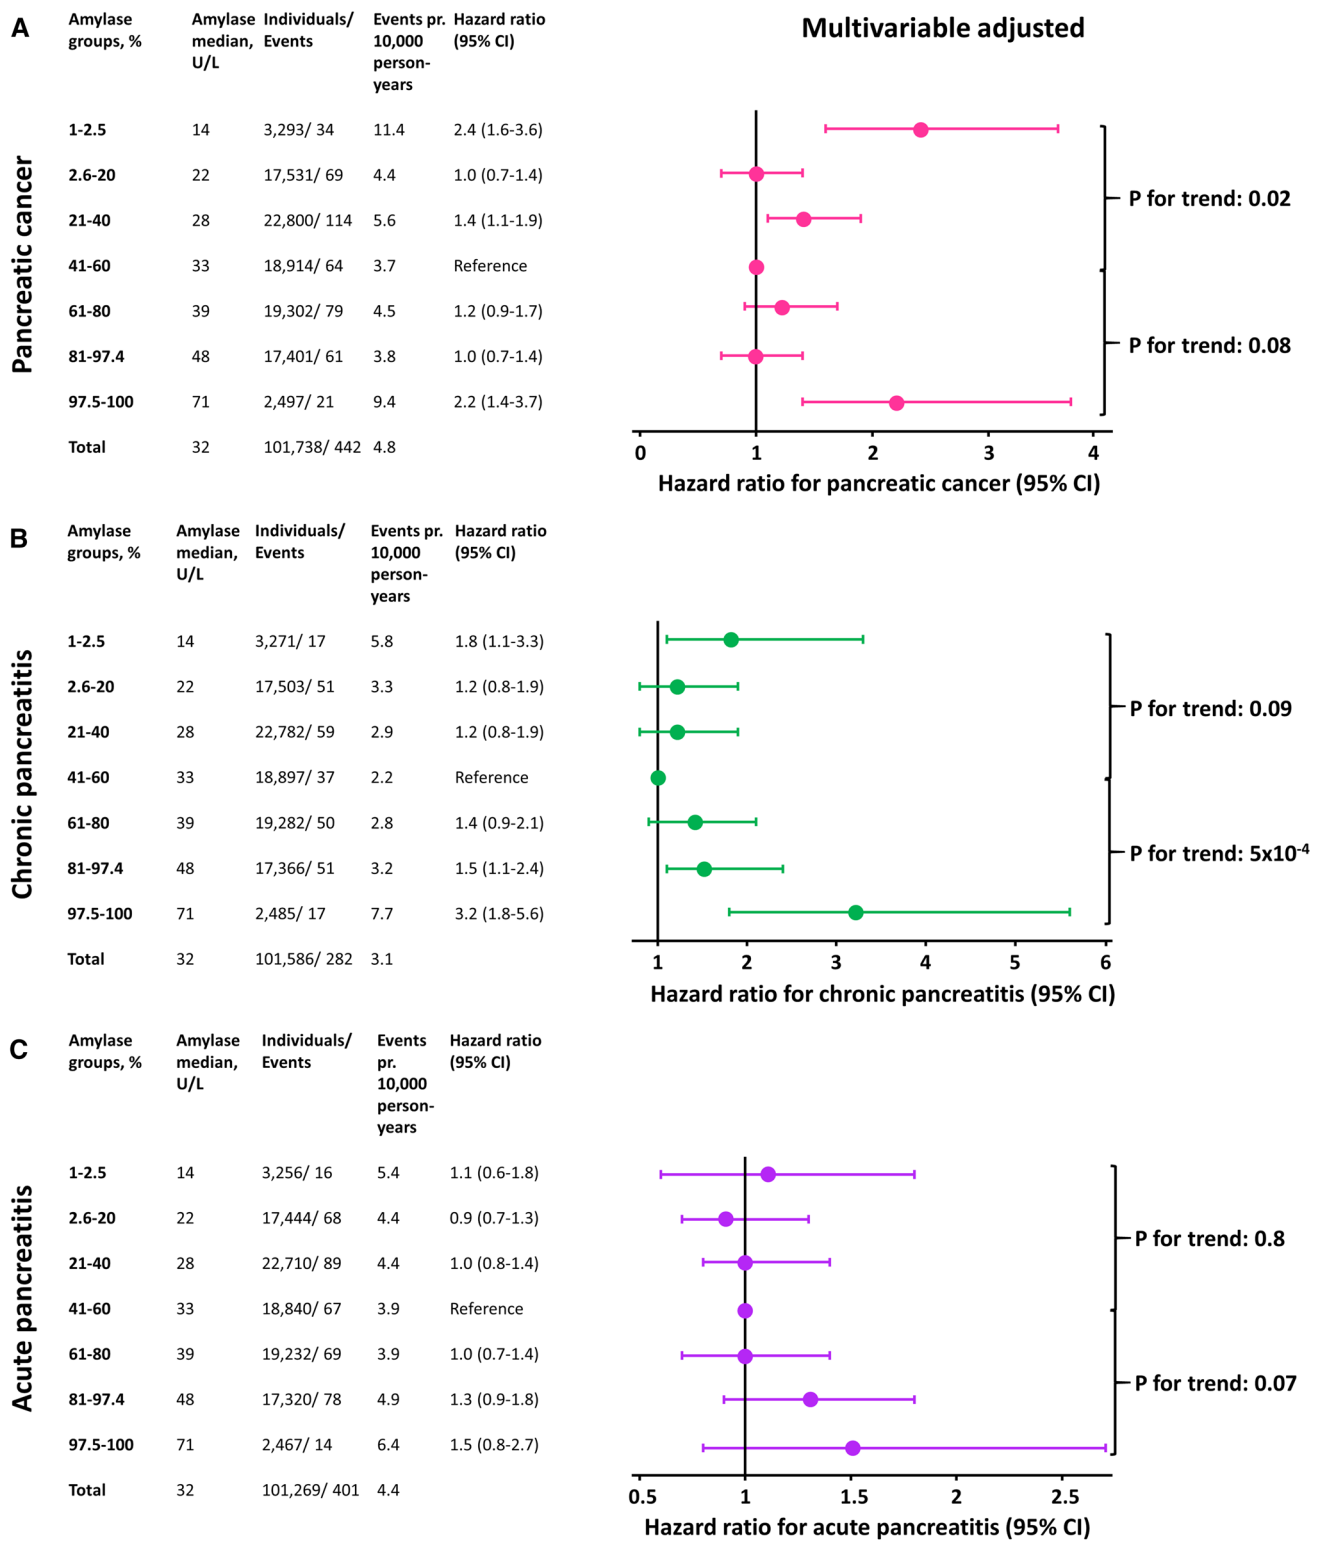 A
Multivariable adjusted
Pancreatic cancer
Amylase groups, % Amylase median, U/L Individuals/ Events Events pr. 10,000 person-years Hazard ratio (95% CI)
1-2.5 14 3,293/ 34 11.4 2.4 (1.6-3.6)
2.6-20 22 17,531/ 69 4.4 1.0 (0.7-1.4)
21-40 28 22,800/ 114 5.6 1.4 (1.1-1.9)
41-60 33 18,914/ 64 3.7 Reference
61-80 39 19,302/ 79 4.5 1.2 (0.9-1.7)
81-97.4 48 17,401/ 61 3.8 1.0 (0.7-1.4)
97.5-100 71 2,497/ 21 9.4 2.2 (1.4-3.7)
Total 32 101,738/ 442 4.8
P for trend: 0.02
P for trend: 0.08
0 1 2 3 4
Hazard ratio for pancreatic cancer (95% CI)
B
Chronic pancreatitis
Amylase groups, % Amylase median, U/L Individuals/ Events Events pr. 10,000 person-years Hazard ratio (95% CI)
1-2.5 14 3,271/ 17 5.8 1.8 (1.1-3.3)
2.6-20 22 17,503/ 51 3.3 1.2 (0.8-1.9)
21-40 28 22,782/ 59 2.9 1.2 (0.8-1.9)
41-60 33 18,897/ 37 2.2 Reference
61-80 39 19,282/ 50 2.8 1.4 (0.9-2.1)
81-97.4 48 17,366/ 51 3.2 1.5 (1.1-2.4)
97.5-100 71 2,485/ 17 7.7 3.2 (1.8-5.6)
Total 32 101,586/ 282 3.1
P for trend: 0.09
P for trend: 5x10⁻⁴
1 2 3 4 5 6
Hazard ratio for chronic pancreatitis (95% CI)
C
Acute pancreatitis
Amylase groups, % Amylase median, U/L Individuals/ Events Events pr. 10,000 person-years Hazard ratio (95% CI)
1-2.5 14 3,256/ 16 5.4 1.1 (0.6-1.8)
2.6-20 22 17,444/ 68 4.4 0.9 (0.7-1.3)
21-40 28 22,710/ 89 4.4 1.0 (0.8-1.4)
41-60 33 18,840/ 67 3.9 Reference
61-80 39 19,232/ 69 3.9 1.0 (0.7-1.4)
81-97.4 48 17,320/ 78 4.9 1.3 (0.9-1.8)
97.5-100 71 2,467/ 14 6.4 1.5 (0.8-2.7)
Total 32 101,269/ 401 4.4
P for trend: 0.8
P for trend: 0.07
0.5 1 1.5 2 2.5
Hazard ratio for acute pancreatitis (95% CI)